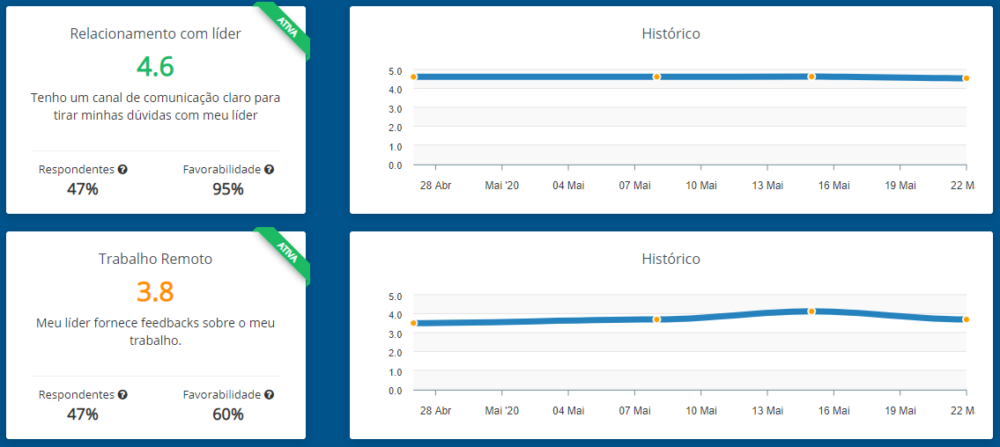 Relacionamento com líder
ATIVA
4.6
Tenho um canal de comunicação claro para
tirar minhas dúvidas com meu líder
Respondentes
Favorabilidade
47%
95%
Histórico
5.0
4.0
3.0
2.0
1.0
0.0
28 Abr
Mai '20
04 Mai
07 Mai
10 Mai
13 Mai
16 Mai
19 Mai
22 M
Trabalho Remoto
ATIVA
3.8
Meu líder fornece feedbacks sobre o meu
trabalho.
Respondentes
Favorabilidade
47%
60%
Histórico
5.0
4.0
3.0
2.0
1.0
0.0
28 Abr
Mai '20
04 Mai
07 Mai
10 Mai
13 Mai
16 Mai
19 Mai
22 M